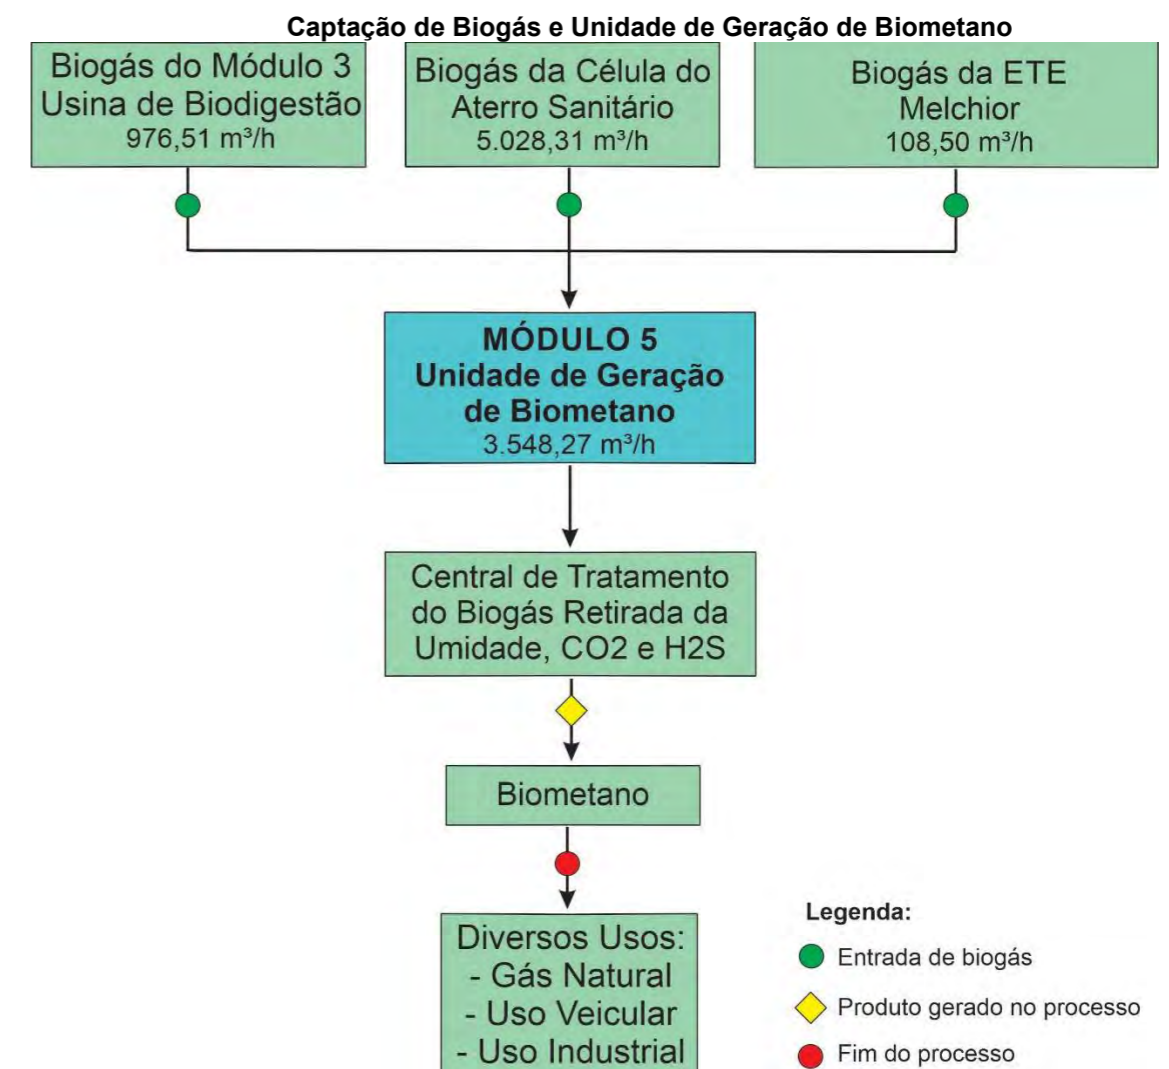 Captação de Biogás e Unidade de Geração de Biometano
Biogás do Módulo 3
Usina de Biodigestão
976,51 m³/h
Biogás da Célula do
Aterro Sanitário
5.028,31 m³/h
Biogás da ETE
Melchior
108,50 m³/h
MÓDULO 5
Unidade de Geração
de Biometano
3.548,27 m³/h
Central de Tratamento
do Biogás Retirada da
Umidade, CO2 e H2S
Biometano
Diversos Usos:
- Gás Natural
- Uso Veicular
- Uso Industrial
Legenda:
Entrada de biogás
Produto gerado no processo
Fim do processo